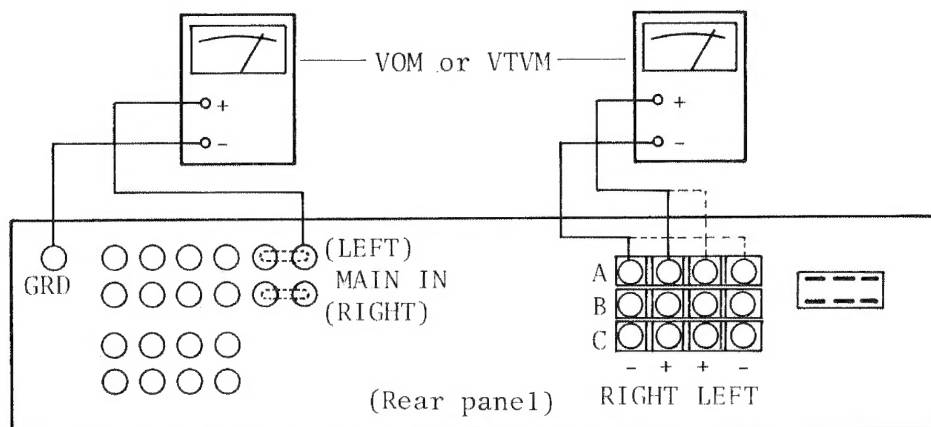 VOM or VTVM
+
-
+
-
GRD
(LEFT)
MAIN IN
(RIGHT)
A
B
C
- + + -
RIGHT LEFT
(Rear panel)